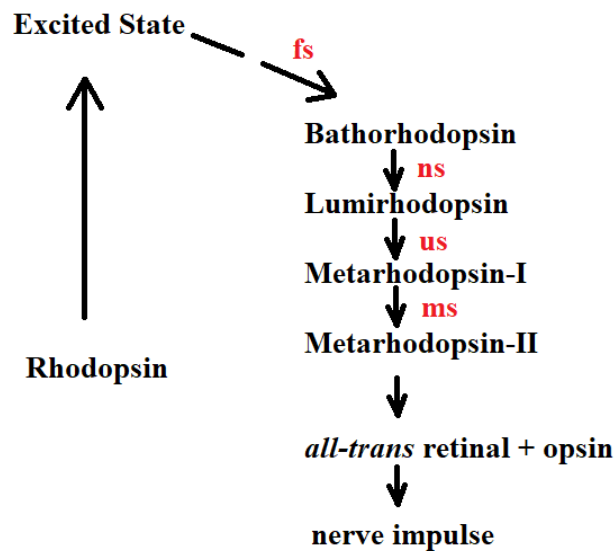 Excited State
fs
Bathorhodopsin
ns
Lumirhodopsin
us
Metarhodopsin-I
ms
Metarhodopsin-II
Rhodopsin
all-trans retinal + opsin
nerve impulse